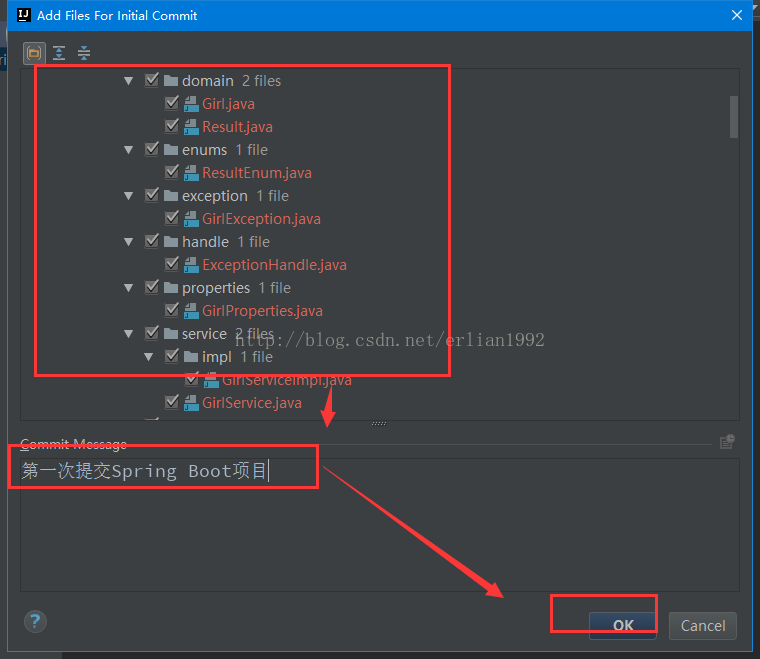 Add Files For Initial Commit
domain 2 files
Girl.java
Result.java
enums 1 file
ResultEnum.java
exception 1 file
GirlException.java
handle 1 file
ExceptionHandle.java
properties 1 file
GirlProperties.java
service 2 files
http://blog.csdn.net/erlian1992
impl 1 file
GirlServiceImpl.java
GirlService.java
Commit Message
第一次提交Spring Boot项目
? OK Cancel